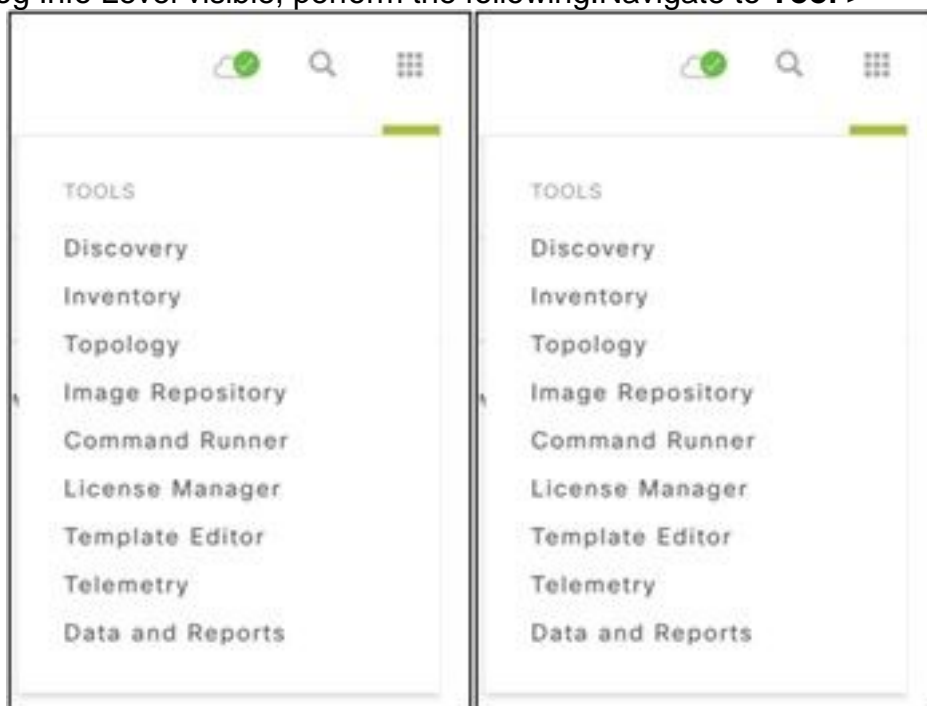 og Info Level visible, perform the following:Navigate to Tool >
TOOLS
Discovery
Inventory
Topology
Image Repository
Command Runner
License Manager
Template Editor
Telemetry
Data and Reports
TOOLS
Discovery
Inventory
Topology
Image Repository
Command Runner
License Manager
Template Editor
Telemetry
Data and Reports